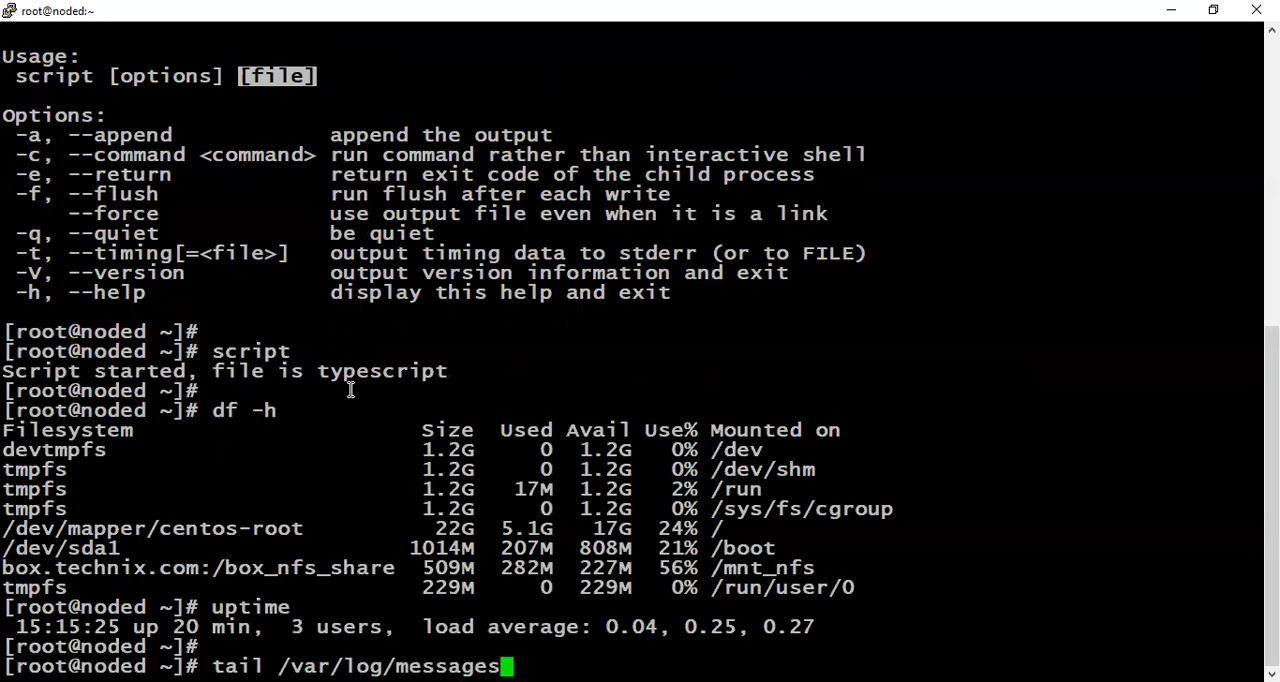 root@noded:~
Usage:
 script [options] [file]
Options:
 -a, --append            append the output
 -c, --command <command> run command rather than interactive shell
 -e, --return            return exit code of the child process
 -f, --flush             run flush after each write
     --force             use output file even when it is a link
 -q, --quiet             be quiet
 -t, --timing[=<file>]   output timing data to stderr (or to FILE)
 -V, --version           output version information and exit
 -h, --help              display this help and exit
[root@noded ~]#
[root@noded ~]# script
Script started, file is typescript
[root@noded ~]#
[root@noded ~]# df -h
Filesystem                      Size  Used Avail Use% Mounted on
devtmpfs                        1.2G     0  1.2G   0% /dev
tmpfs                           1.2G     0  1.2G   0% /dev/shm
tmpfs                           1.2G   17M  1.2G   2% /run
tmpfs                           1.2G     0  1.2G   0% /sys/fs/cgroup
/dev/mapper/centos-root          22G  5.1G   17G  24% /
/dev/sda1                      1014M  207M  808M  21% /boot
box.technix.com:/box_nfs_share  509M  282M  227M  56% /mnt_nfs
tmpfs                           229M     0  229M   0% /run/user/0
[root@noded ~]# uptime
 15:15:25 up 20 min,  3 users,  load average: 0.04, 0.25, 0.27
[root@noded ~]#
[root@noded ~]# tail /var/log/messages